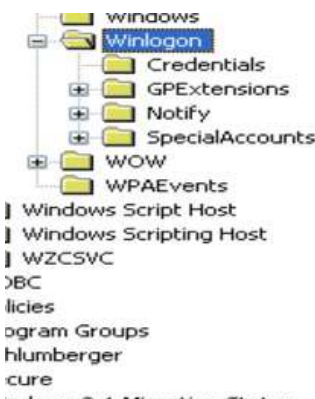 Windows
Winlogon
Credentials
GPExtensions
Notify
SpecialAccounts
WOW
WPAEvents
Windows Script Host
Windows Scripting Host
WZCSVC
DBC
licies
ogram Groups
hlumberger
cure